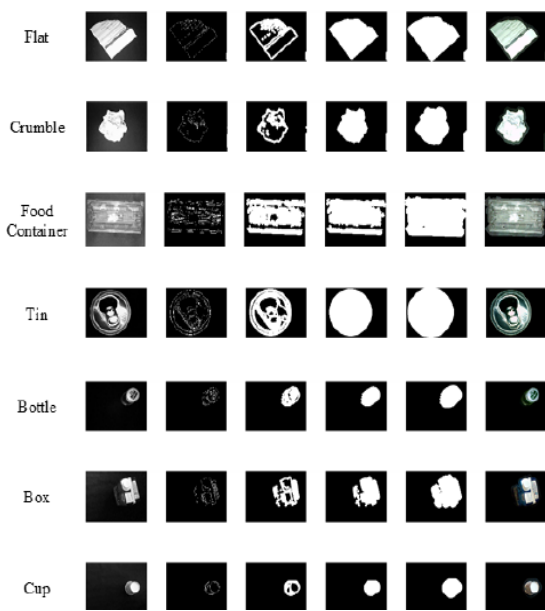 Flat
Crumble
Food
Container
Tin
Bottle
Box
Cup